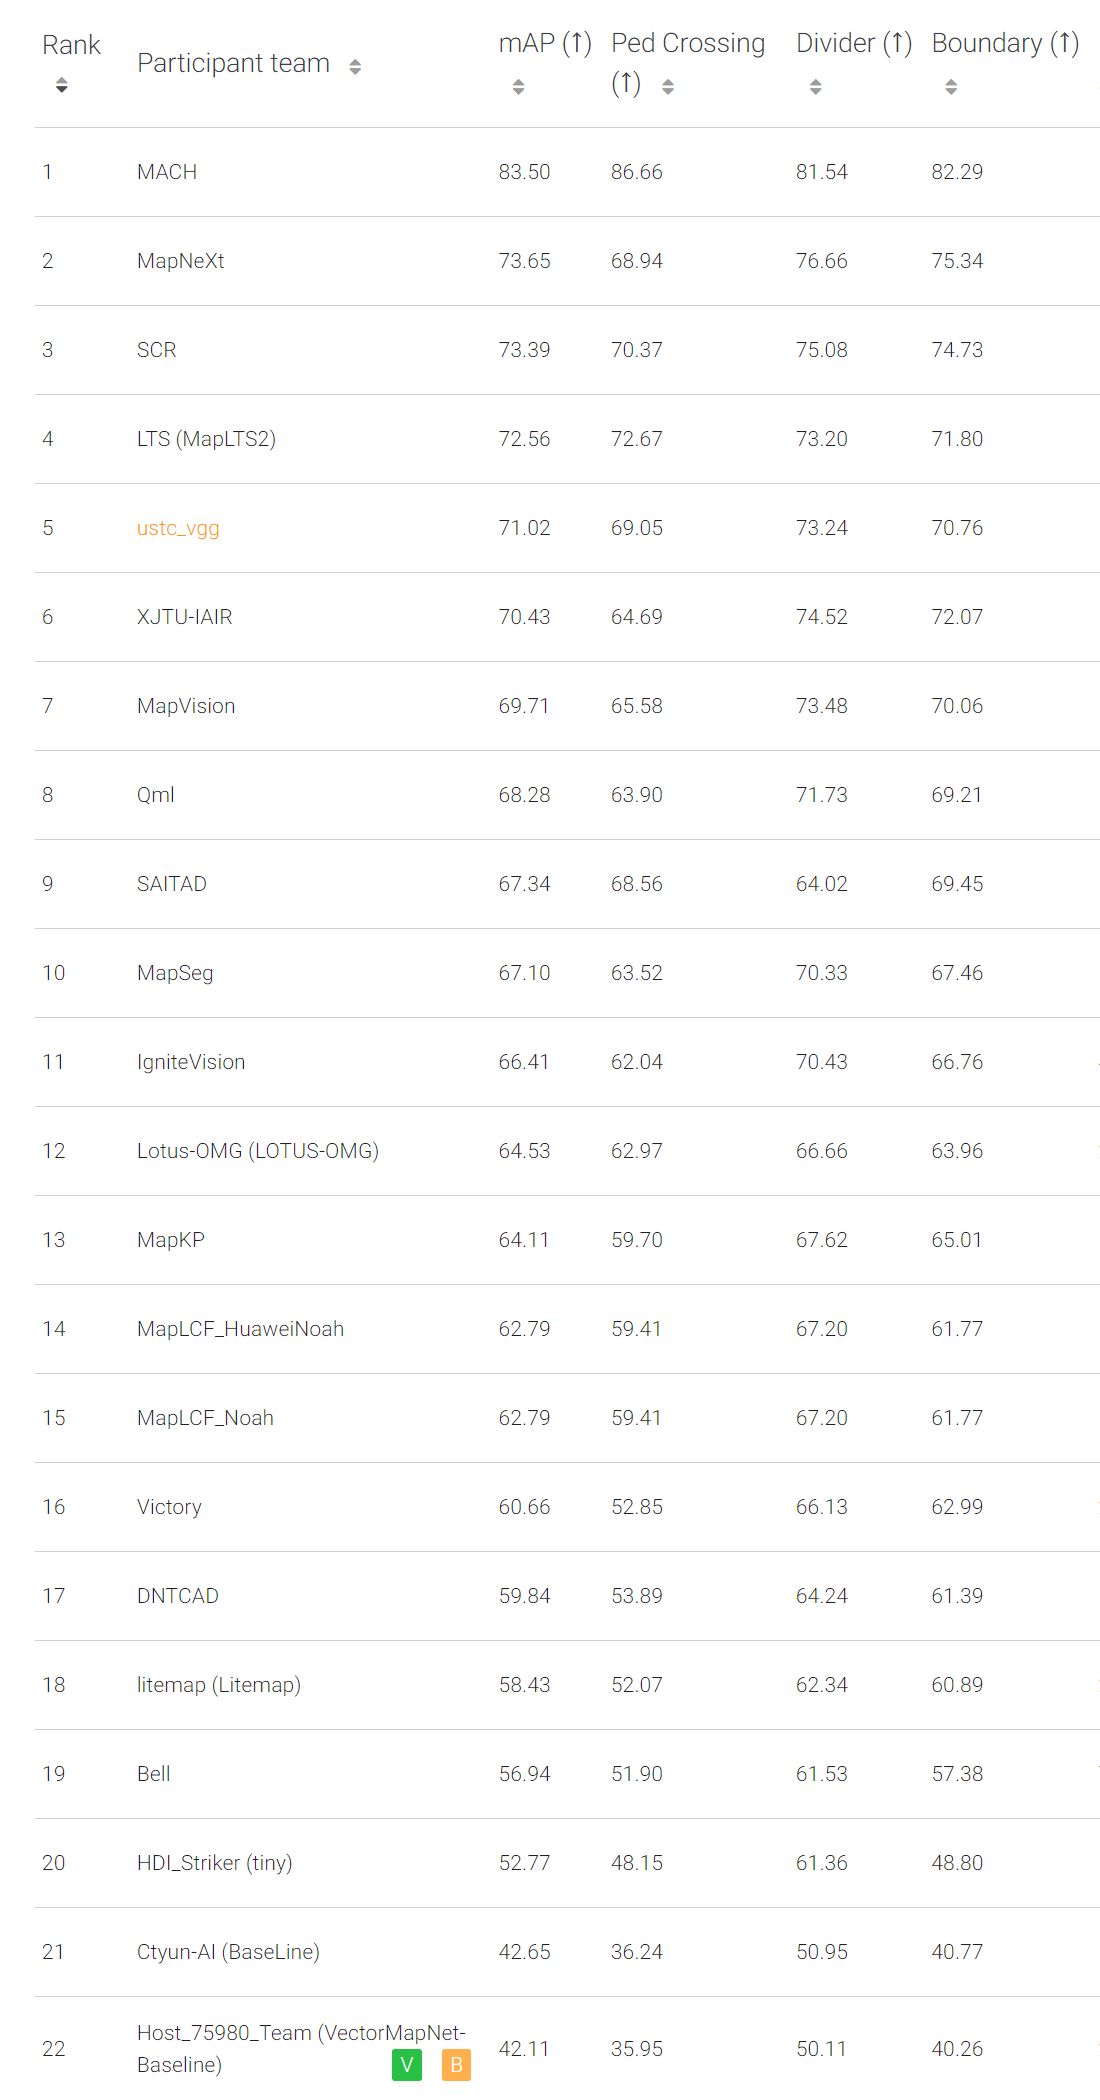 Rank Participant team mAP (↑) Ped Crossing (↑) Divider (↑) Boundary (↑)
1 MACH 83.50 86.66 81.54 82.29
2 MapNeXt 73.65 68.94 76.66 75.34
3 SCR 73.39 70.37 75.08 74.73
4 LTS (MapLTS2) 72.56 72.67 73.20 71.80
5 ustc_vgg 71.02 69.05 73.24 70.76
6 XJTU-IAIR 70.43 64.69 74.52 72.07
7 MapVision 69.71 65.58 73.48 70.06
8 Qml 68.28 63.90 71.73 69.21
9 SAITAD 67.34 68.56 64.02 69.45
10 MapSeg 67.10 63.52 70.33 67.46
11 IgniteVision 66.41 62.04 70.43 66.76
12 Lotus-OMG (LOTUS-OMG) 64.53 62.97 66.66 63.96
13 MapKP 64.11 59.70 67.62 65.01
14 MapLCF_HuaweiNoah 62.79 59.41 67.20 61.77
15 MapLCF_Noah 62.79 59.41 67.20 61.77
16 Victory 60.66 52.85 66.13 62.99
17 DNTCAD 59.84 53.89 64.24 61.39
18 litemap (Litemap) 58.43 52.07 62.34 60.89
19 Bell 56.94 51.90 61.53 57.38
20 HDI_Striker (tiny) 52.77 48.15 61.36 48.80
21 Ctyun-AI (BaseLine) 42.65 36.24 50.95 40.77
22 Host_75980_Team (VectorMapNet-
Baseline) V B 42.11 35.95 50.11 40.26